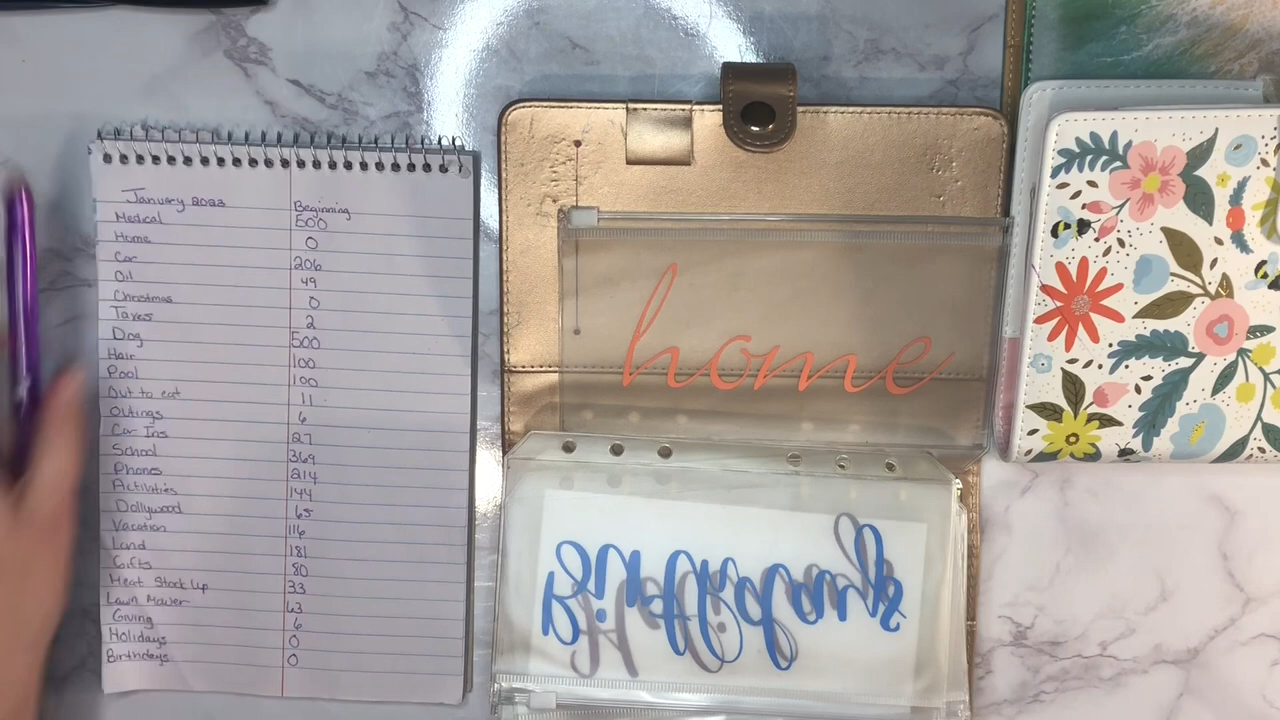 January 2023 Beginning
Medical 500
Home 0
Car 206
Oil 49
Christmas 0
Taxes 2
Dog 500
Hair 100
Pool 100
Out to eat 11
Outings 6
Car Ins 27
School 369
Phones 214
Activities 144
Dollywood 65
Vacation 116
Land 181
Gifts 80
Meat Stock Up 33
Lawn Mower 63
Giving 6
Holidays 0
Birthdays 0
home